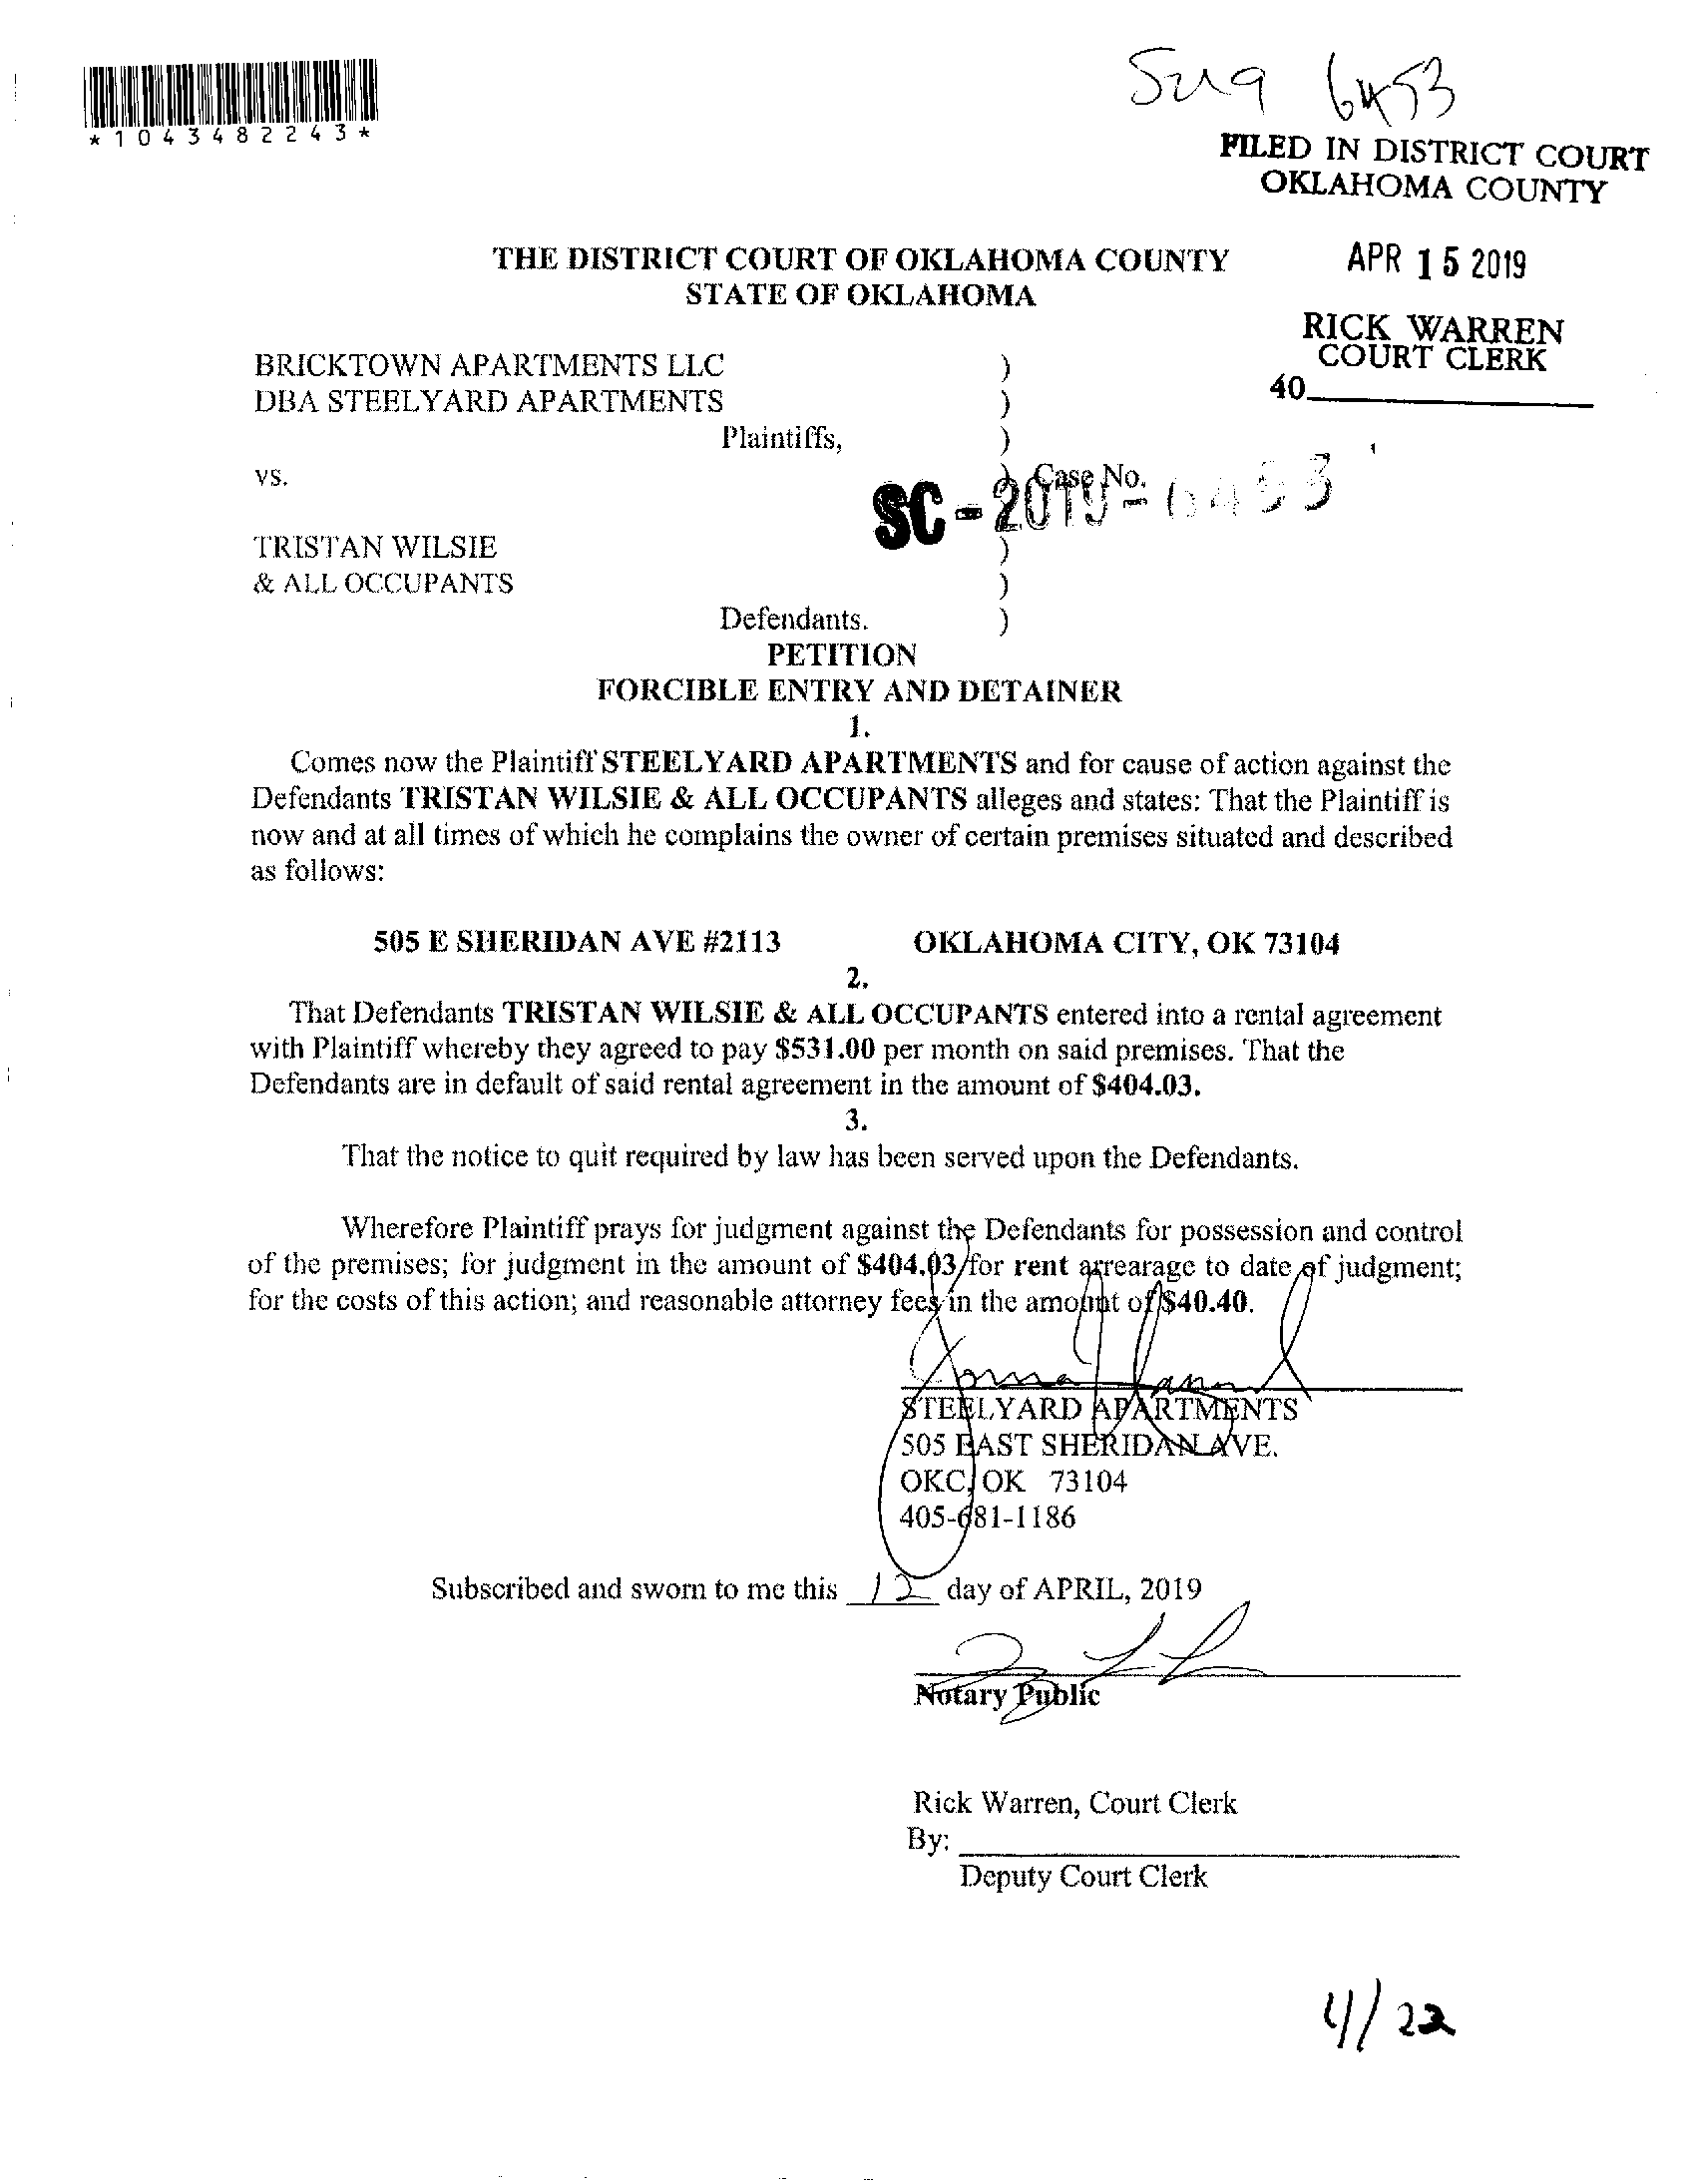 *1043482243*
6453
FILED IN DISTRICT COURT
OKLAHOMA COUNTY
APR 15 2019
RICK WARREN
COURT CLERK
40
THE DISTRICT COURT OF OKLAHOMA COUNTY
STATE OF OKLAHOMA
BRICKTOWN APARTMENTS LLC )
DBA STEELYARD APARTMENTS )
Plaintiffs, )
vs. ) Case No.
SC-2019-6453
TRISTAN WILSIE )
& ALL OCCUPANTS )
Defendants. )
PETITION
FORCIBLE ENTRY AND DETAINER
1.
Comes now the Plaintiff STEELYARD APARTMENTS and for cause of action against the
Defendants TRISTAN WILSIE & ALL OCCUPANTS alleges and states: That the Plaintiff is
now and at all times of which he complains the owner of certain premises situated and described
as follows:
505 E SHERIDAN AVE #2113 OKLAHOMA CITY, OK 73104
2.
That Defendants TRISTAN WILSIE & ALL OCCUPANTS entered into a rental agreement
with Plaintiff whereby they agreed to pay $531.00 per month on said premises. That the
Defendants are in default of said rental agreement in the amount of $404.03.
3.
That the notice to quit required by law has been served upon the Defendants.
Wherefore Plaintiff prays for judgment against the Defendants for possession and control
of the premises; for judgment in the amount of $404.03 for rent arrearage to date of judgment;
for the costs of this action; and reasonable attorney fees in the amount of $40.40.
STEELYARD APARTMENTS
505 EAST SHERIDAN AVE.
OKC, OK 73104
405-681-1186
Subscribed and sworn to me this 12 day of APRIL, 2019
Notary Public
Rick Warren, Court Clerk
By:
Deputy Court Clerk
4/22